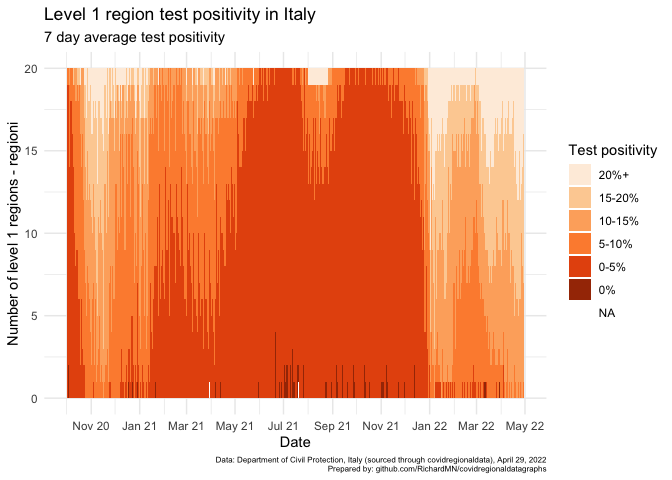 Level 1 region test positivity in Italy
7 day average test positivity
Number of level 1 regions - regioni
20
15
10
5
0
Nov 20 Jan 21 Mar 21 May 21 Jul 21 Sep 21 Nov 21 Jan 22 Mar 22 May 22
Date
Test positivity
20%+
15-20%
10-15%
5-10%
0-5%
0%
NA
Data: Department of Civil Protection, Italy (sourced through covidregionaldata), April 29, 2022
Prepared by: github.com/RichardMN/covidregionaldatagraphs